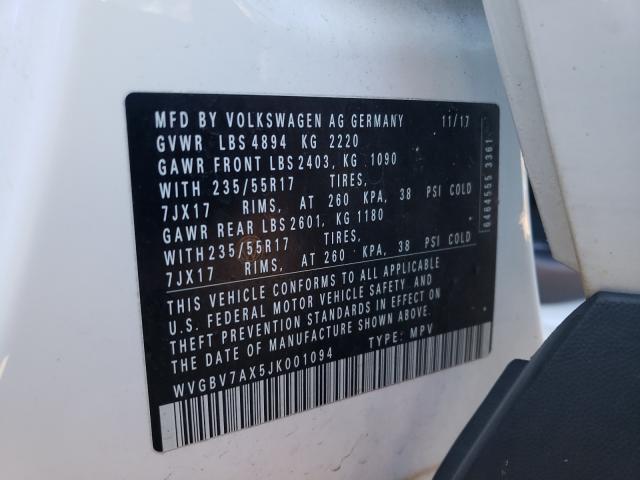 MFD BY VOLKSWAGEN AG GERMANY 11/17
GVWR LBS 4894 KG 2220
GAWR FRONT LBS 2403, KG 1090
WITH 235/55R17 TIRES,
7JX17 RIMS, AT 260 KPA, 38 PSI COLD
GAWR REAR LBS 2601, KG 1180
WITH 235/55R17 TIRES,
7JX17 RIMS, AT 260 KPA, 38 PSI COLD
THIS VEHICLE CONFORMS TO ALL APPLICABLE
U.S. FEDERAL MOTOR VEHICLE SAFETY AND
THEFT PREVENTION STANDARDS IN EFFECT ON
THE DATE OF MANUFACTURE SHOWN ABOVE.
WVGBV7AX5JK001094 TYPE: MPV
6464555 3361